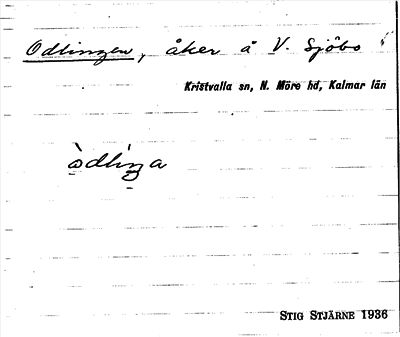 Odlingen, åker å V. Sjöbo
Kristvalla sn, N. Möre hd, Kalmar län
òdlinga
STIG STJÄRNE 1936